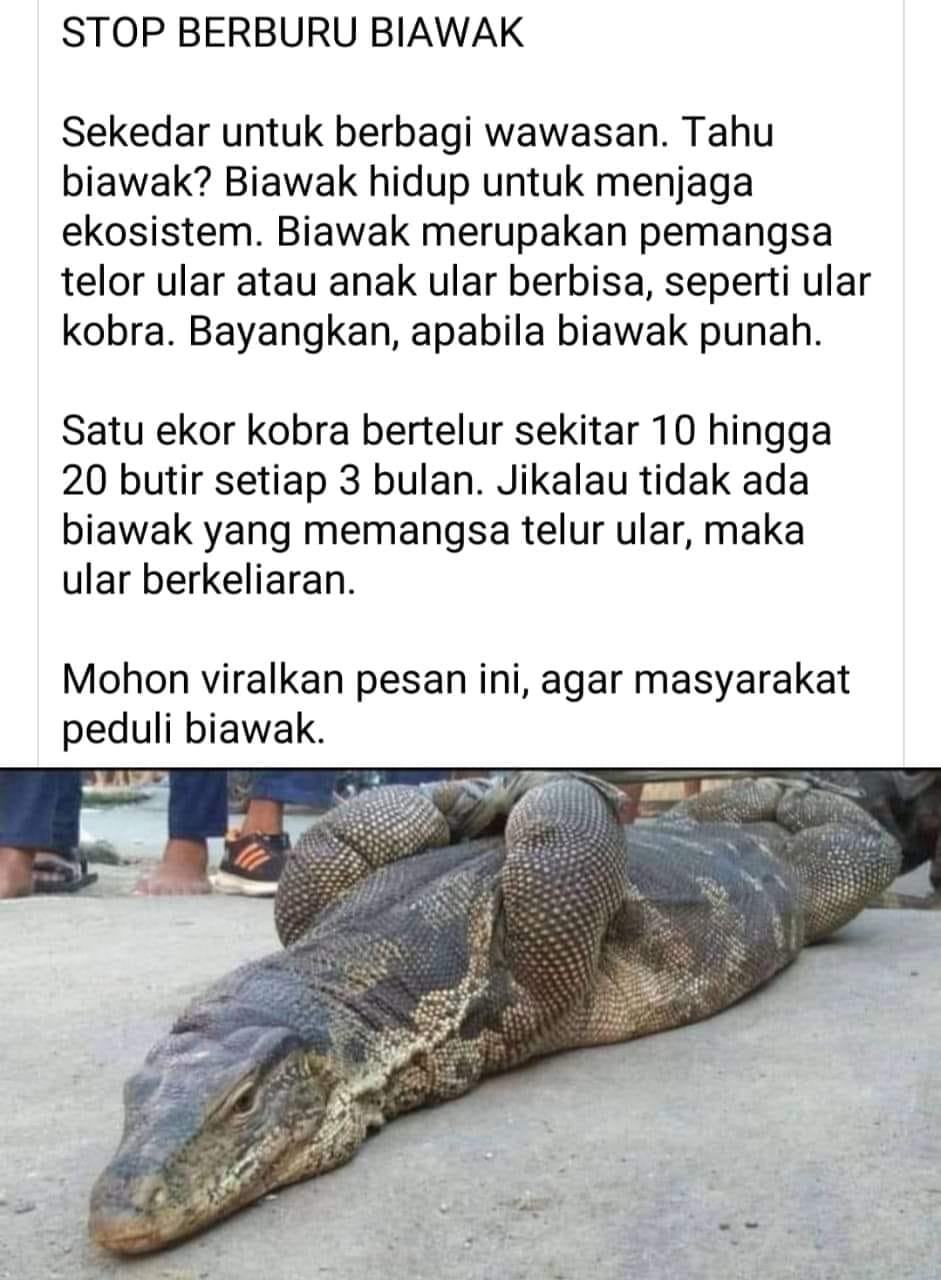 STOP BERBURU BIAWAK
Sekedar untuk berbagi wawasan. Tahu
biawak? Biawak hidup untuk menjaga
ekosistem. Biawak merupakan pemangsa
telor ular atau anak ular berbisa, seperti ular
kobra. Bayangkan, apabila biawak punah.
Satu ekor kobra bertelur sekitar 10 hingga
20 butir setiap 3 bulan. Jikalau tidak ada
biawak yang memangsa telur ular, maka
ular berkeliaran.
Mohon viralkan pesan ini, agar masyarakat
peduli biawak.